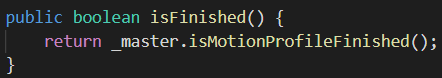 public boolean isFinished() {
    return _master.isMotionProfileFinished();
}